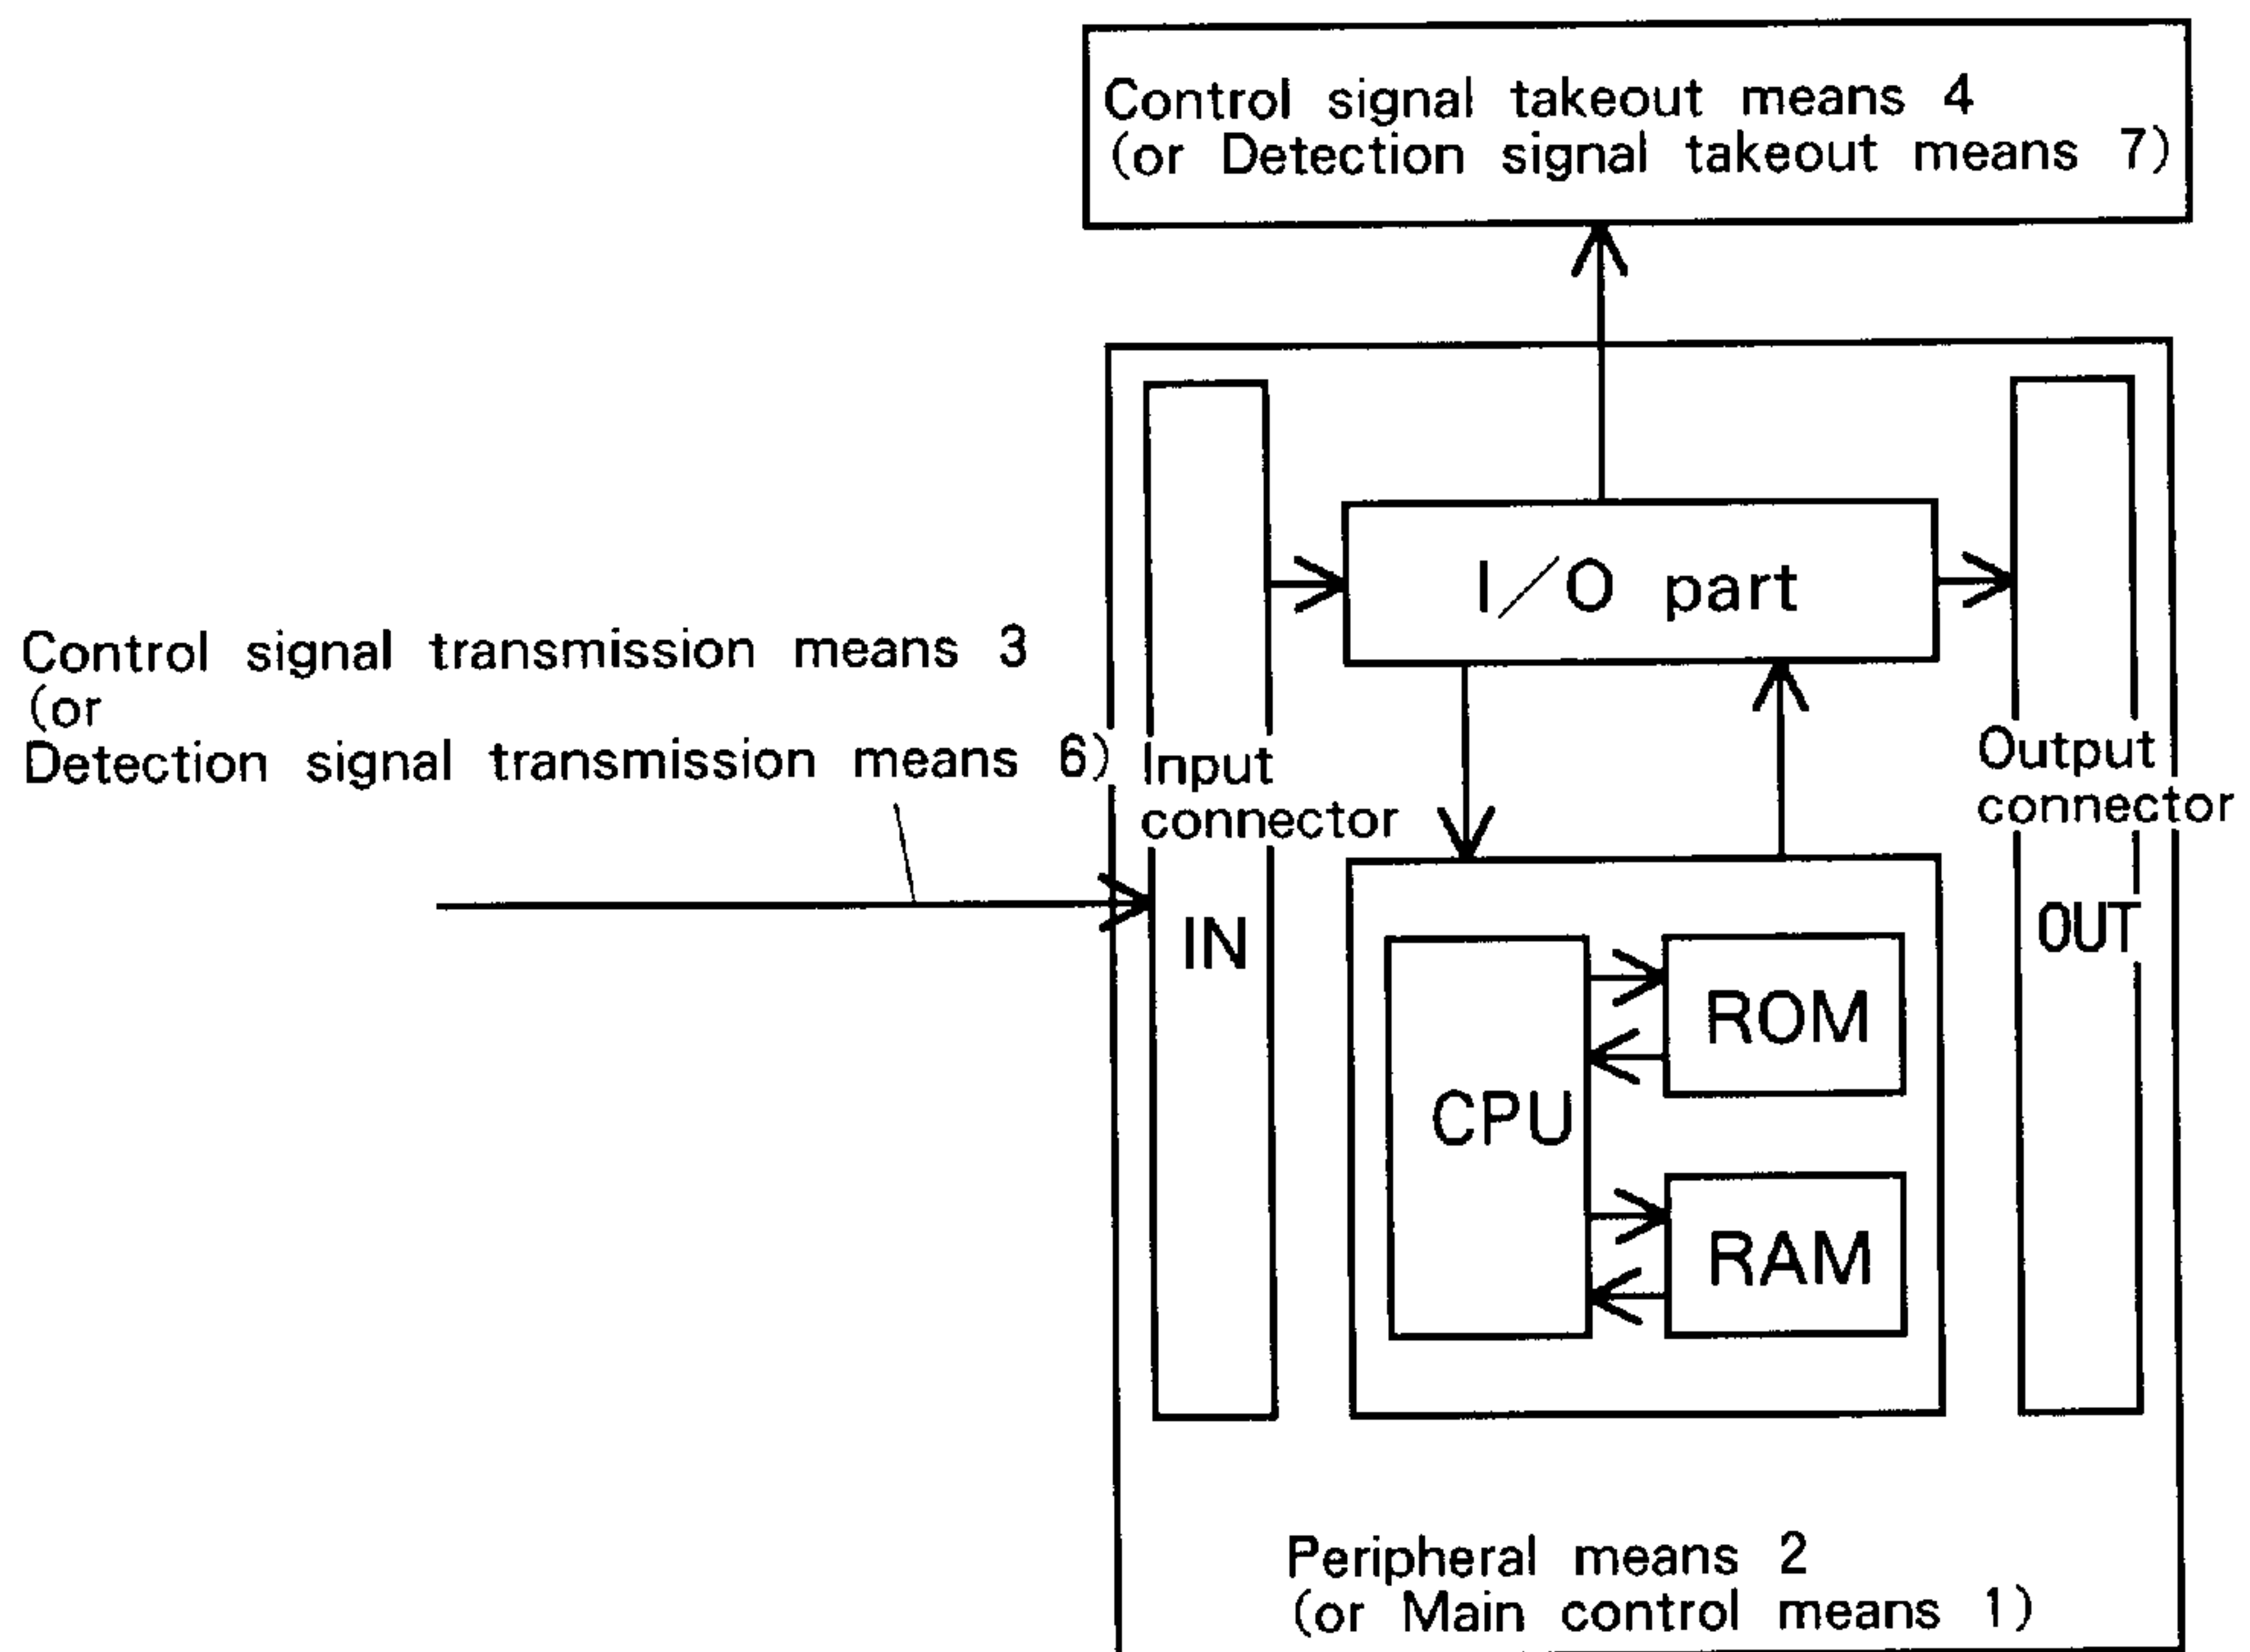 Control signal takeout means 4
(or Detection signal takeout means 7)
I/O part
Control signal transmission means 3
(or
Detection signal transmission means 6)
Input
connector
Output
connector
IN
OUT
ROM
CPU
RAM
Peripheral means 2
(or Main control means 1)